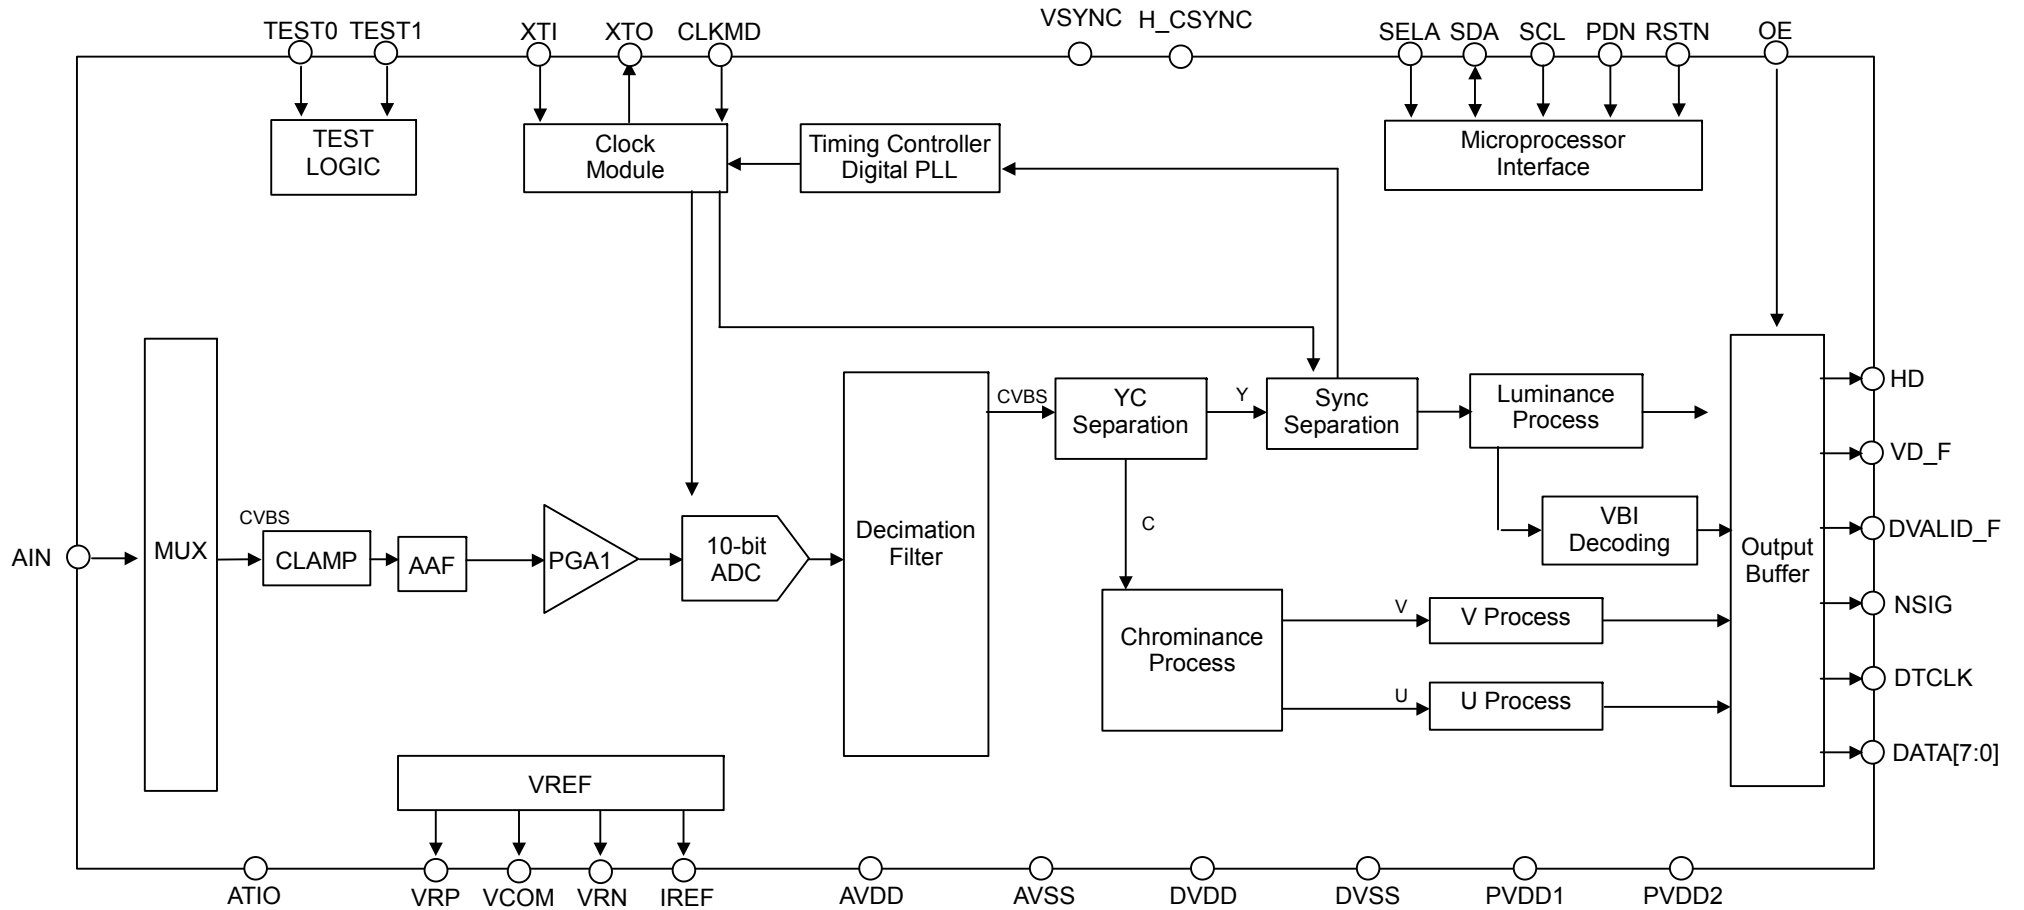 TEST0 TEST1 XTI XTO CLKMD VSYNC H_CSYNC SELA SDA SCL PDN RSTN OE
TEST
LOGIC
Clock
Module
Timing Controller
Digital PLL
Microprocessor
Interface
AIN
MUX
CVBS
CLAMP
AAF
PGA1
10-bit
ADC
Decimation
Filter
CVBS
YC
Separation
Y
C
Sync
Separation
Luminance
Process
VBI
Decoding
Chrominance
Process
V
V Process
U
U Process
Output
Buffer
HD
VD_F
DVALID_F
NSIG
DTCLK
DATA[7:0]
VREF
ATIO VRP VCOM VRN IREF AVDD AVSS DVDD DVSS PVDD1 PVDD2